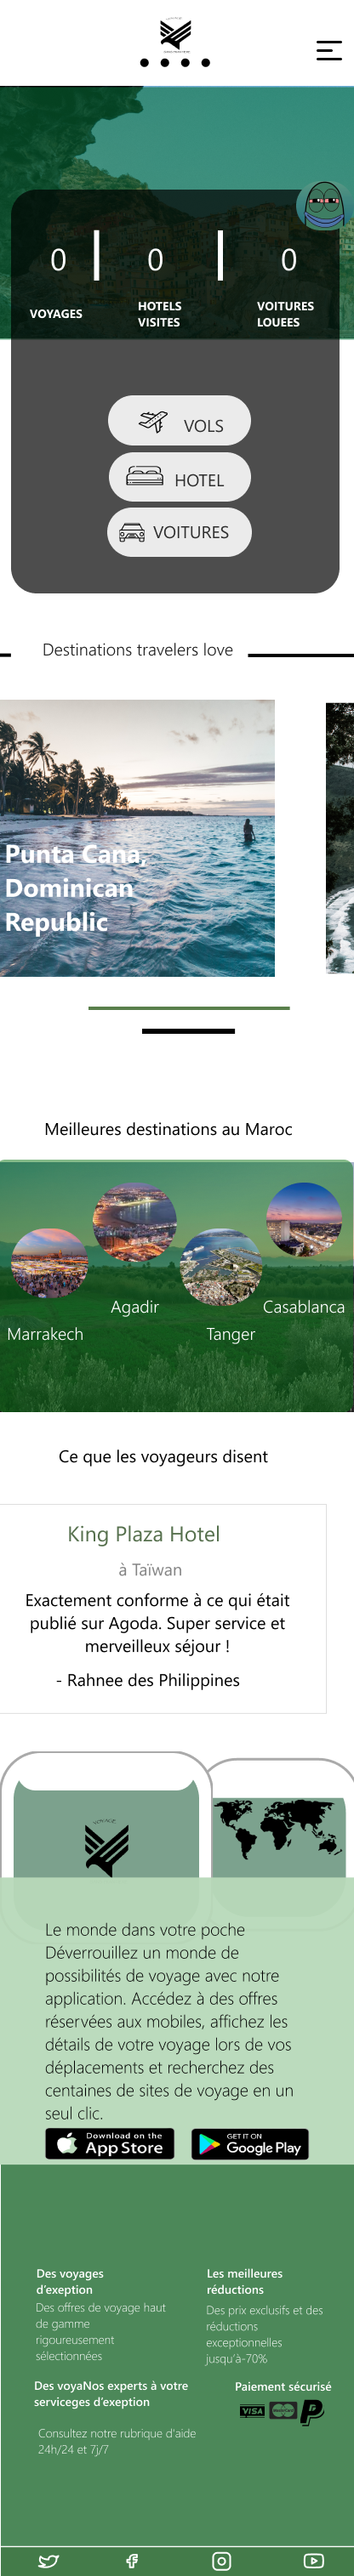 0
0
0
VOYAGES
HOTELS
VISITES
VOITURES
LOUEES
VOLS
HOTEL
VOITURES
Destinations travelers love
Punta Cana,
Dominican
Republic
Meilleures destinations au Maroc
Agadir
Casablanca
Marrakech
Tanger
Ce que les voyageurs disent
King Plaza Hotel
à Taïwan
Exactement conforme à ce qui était
publié sur Agoda. Super service et
merveilleux séjour !
- Rahnee des Philippines
Le monde dans votre poche
Déverrouillez un monde de
possibilités de voyage avec notre
application. Accédez à des offres
réservées aux mobiles, affichez les
détails de votre voyage lors de vos
déplacements et recherchez des
centaines de sites de voyage en un
seul clic.
Download on the
App Store
GET IT ON
Google Play
Des voyages
d'exeption
Des offres de voyage haut
de gamme
rigoureusement
sélectionnées
Les meilleures
réductions
Des prix exclusifs et des
réductions
exceptionnelles
jusqu'à-70%
Des voyaNos experts à votre
serviceges d'exeption
Consultez notre rubrique d'aide
24h/24 et 7j/7
Paiement sécurisé
VISA